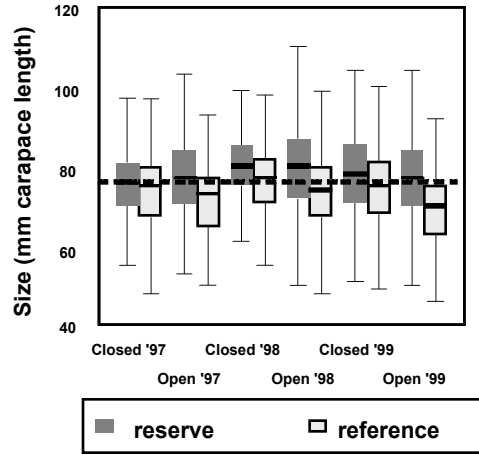 120
100
80
60
40
Size (mm carapace length)
Closed '97
Closed '98
Closed '99
Open '97
Open '98
Open '99
reserve
reference